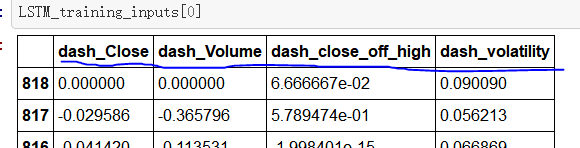 LSTM_training_inputs[0]
dash_Close dash_Volume dash_close_off_high dash_volatility
818 0.000000 0.000000 6.666667e-02 0.090090
817 -0.029586 -0.365796 5.789474e-01 0.056213
816 -0.041420 -0.113531 -1.998401e-15 0.066869